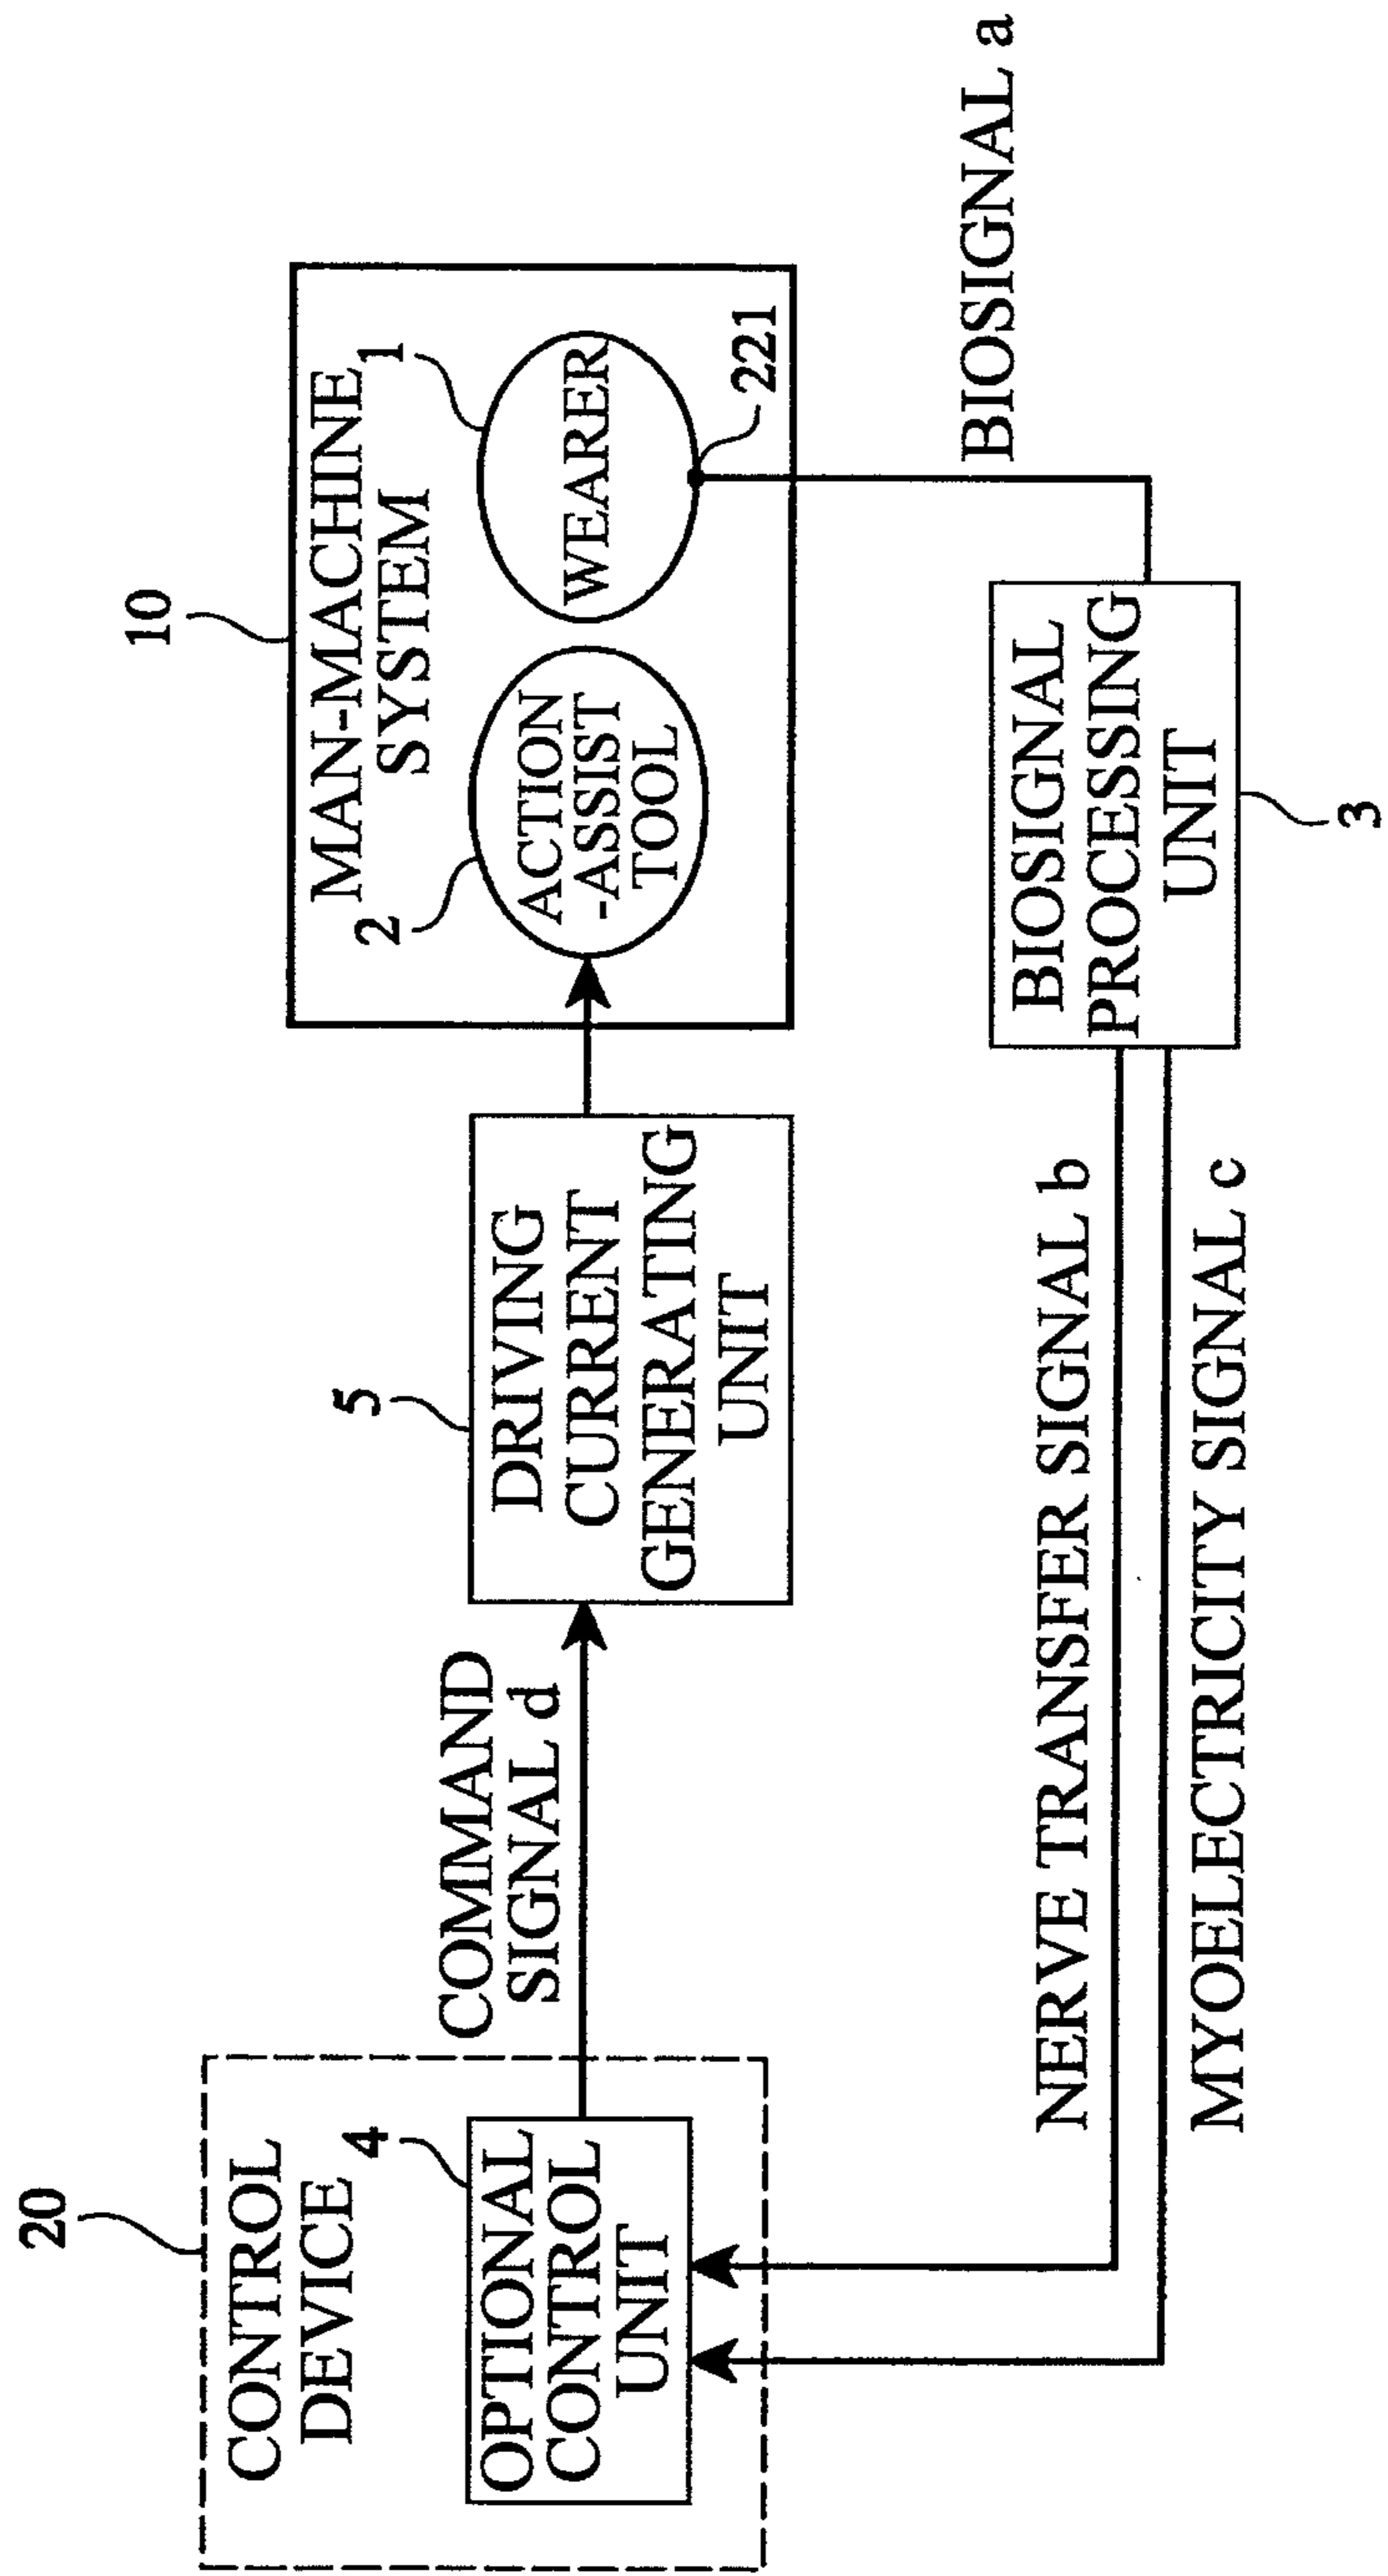 20
CONTROL
DEVICE
4
OPTIONAL
CONTROL
UNIT
COMMAND
SIGNAL d
5
DRIVING
CURRENT
GENERATING
UNIT
10
MAN-MACHINE
SYSTEM
2
ACTION
-ASSIST
TOOL
1
WEARER
221
BIOSIGNAL a
BIOSIGNAL
PROCESSING
UNIT
3
NERVE TRANSFER SIGNAL b
MYOELECTRICITY SIGNAL c